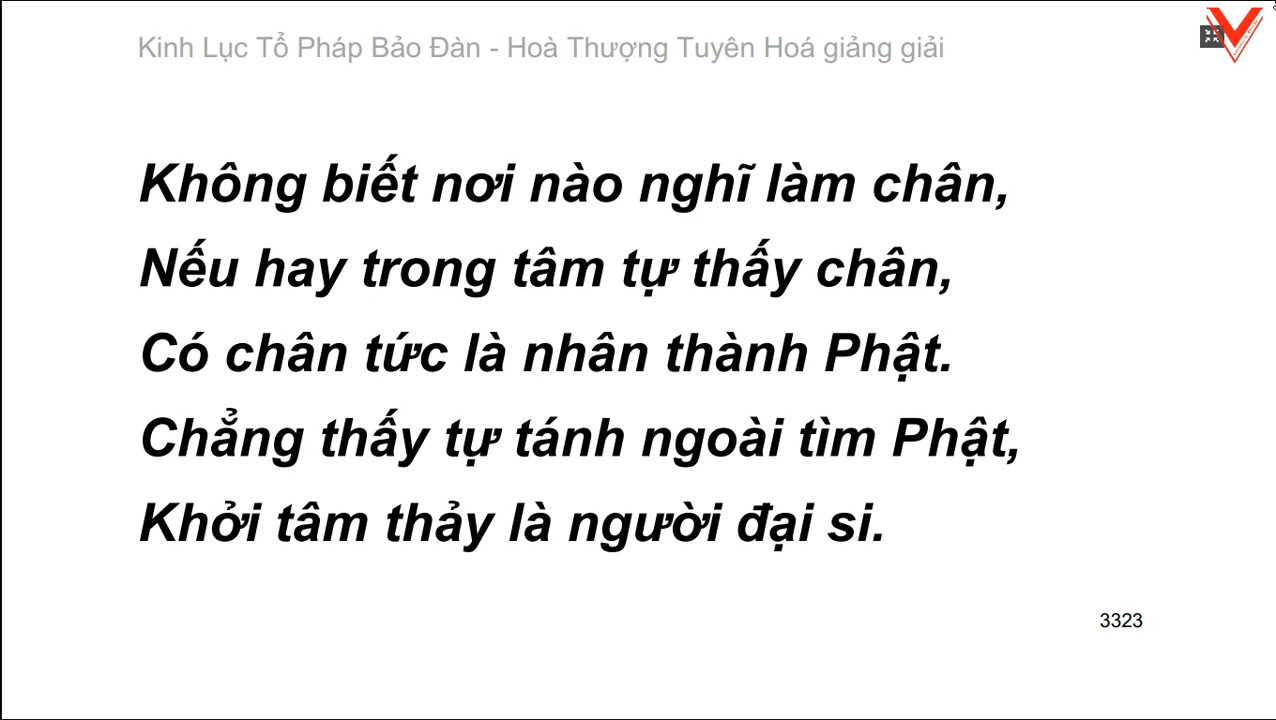 Kinh Lục Tổ Pháp Bảo Đàn - Hoà Thượng Tuyên Hoá giảng giải
Không biết nơi nào nghĩ làm chân,
Nếu hay trong tâm tự thấy chân,
Có chân tức là nhân thành Phật.
Chẳng thấy tự tánh ngoài tìm Phật,
Khởi tâm thảy là người đại si.
3323